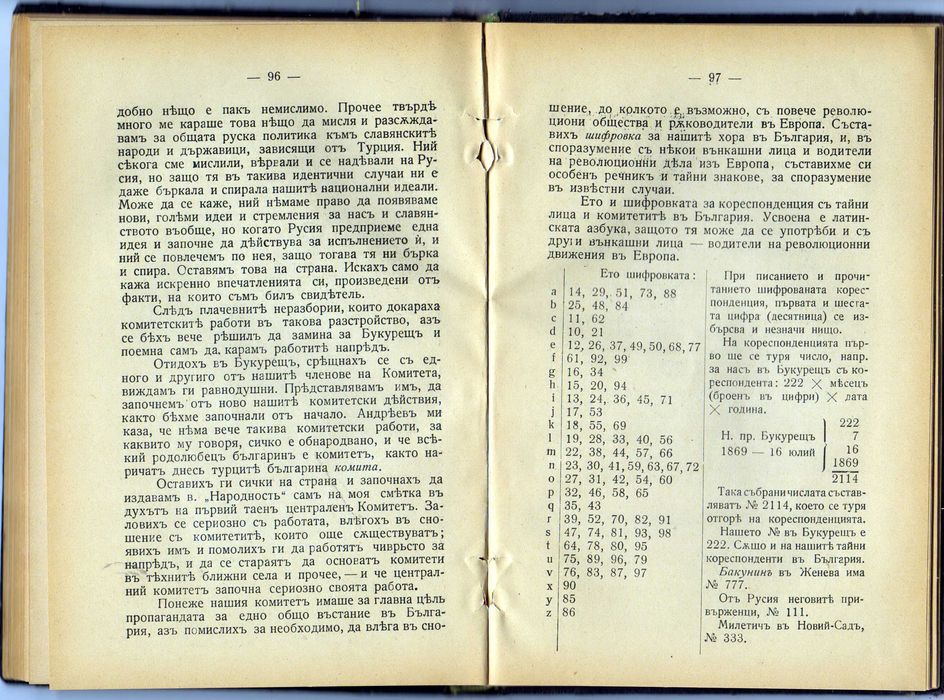 — 96 —
добно нѣщо е пакъ немислимо. Прочее твърдѣ
много ме караше това нѣщо да мисля и разсѫжда-
вамъ за общата руска политика къмъ славянскитѣ
народи и държавици, зависящи отъ Турция. Ний
сѣкога сме мислили, вѣрвали и се надѣвали на Ру-
сия, но защо тя въ такива идентични случаи ни е
даже бъркала и спирала нашитѣ национални идеали.
Може да се каже, ний нѣмаме право да появяваме
нови, голѣми идеи и стремления за насъ и славян-
ството въобще, но когато Русия предприеме една
идея и започне да дѣйствува за испълнението ѝ, и
ний се повлечемъ по нея, защо тогава тя ни бърка
и спира. Оставямъ това на страна. Искахъ само да
кажа искренно впечатленията си, произведени отъ
факти, на които съмъ билъ свидѣтель.
Слѣдъ плачевнитѣ неразбории, които докараха
комитетскитѣ работи въ такова разстройство, азъ
се бѣхъ вече рѣшилъ да замина за Букурещъ и
поемна самъ да карамъ работитѣ напрѣдъ.
Отидохъ въ Букурещъ, срѣщнахъ се съ ед-
ного и другиго отъ нашитѣ членове на Комитета,
виждамъ ги равнодушни. Прѣдставлявамъ имъ, да
започнемъ отъ ново нашитѣ комитетски дѣйствия,
както бѣхме започнали отъ начало. Андрѣевъ ми
каза, че нѣма вече такива комитетски работи, за
каквито му говоря, сичко е обнародвано, и че всѣ-
кий родолюбецъ българинъ е комитетъ, както на-
ричатъ днесь турцитѣ българина комита.
Оставихъ ги сички на страна и започнахъ да
издавамъ в. „Народность“ самъ на моя смѣтка въ
духътъ на първий таенъ централенъ Комитетъ. За-
ловихъ се сериозно съ работата, влѣгохъ въ сно-
шение съ комитетитѣ, които още сѫществуватъ;
явихъ имъ и помолихъ ги да работятъ чиврьсто за
напрѣдъ, и да се стараятъ да основатъ комитети
въ тѣхнитѣ ближни села и прочее, — и че централ-
ний комитетъ започна сериозно своята работа.
Понеже нашия комитетъ имаше за главна цѣль
пропагандата за едно общо въстание въ Бълга-
рия, азъ помислихъ за необходимо, да влѣга въ сно-
— 97 —
шение, до колкото е възможно, съ повече револю-
циони общества и рѫководители въ Европа. Съста-
вихъ шифровка за нашитѣ хора въ България, и, въ
споразумение съ нѣкои вънкашни лица и водители
на революционни дѣла изъ Европа, съставихме си
особенъ речникъ и тайни знакове, за споразумение
въ извѣстни случаи.
Ето и шифровката за кореспонденция съ тайни
лица и комитетитѣ въ България. Усвоена е латин-
ската азбука, защото тя може да се употрѣби и съ
други вънкашни лица — водители на революционни
движения въ Европа.
Ето шифровката:
a 14, 29, 51, 73, 88
b 25, 48, 84
c 11, 62
d 10, 21
e 12, 26, 37, 49, 50, 68, 77
f 61, 92, 99
g 16, 34
h 15, 20, 94
i 13, 24, 36, 45, 71
j 17, 53
k 18, 55, 69
l 19, 28, 33, 40, 56
m 22, 38, 44, 57, 66
n 23, 30, 41, 59, 63, 67, 72
o 27, 31, 42, 54, 60
p 32, 46, 58, 65
q 35, 43
r 39, 52, 70, 82, 91
s 47, 74, 81, 93, 98
t 64, 78, 80, 95
u 75, 89, 96, 79
v 76, 83, 87, 97
x 90
y 85
z 86
При писанието и прочи-
танието шифрованата корес-
понденция, първата и шеста-
та цифра (десятница) се из-
бърсва и незначи нищо.
На кореспонденцията пър-
во ще се туря число, напр.
за насъ въ Букурещъ съ ко-
респондента: 222 × мѣсецъ
(броенъ въ цифри) × дата
× година.
222
Н. пр. Букурещъ 7
1869 — 16 юлий 16
1869
2114
Така събрани числата състав-
ляватъ № 2114, което се туря
отгорѣ на кореспонденцията.
Нашето № въ Букурещъ е
222. Сѫщо и на нашитѣ тайни
кореспонденти въ България.
Бакунинъ въ Женева има
№ 777.
Отъ Русия неговитѣ при-
върженци, № 111.
Милетичъ въ Новий-Садъ,
№ 333.